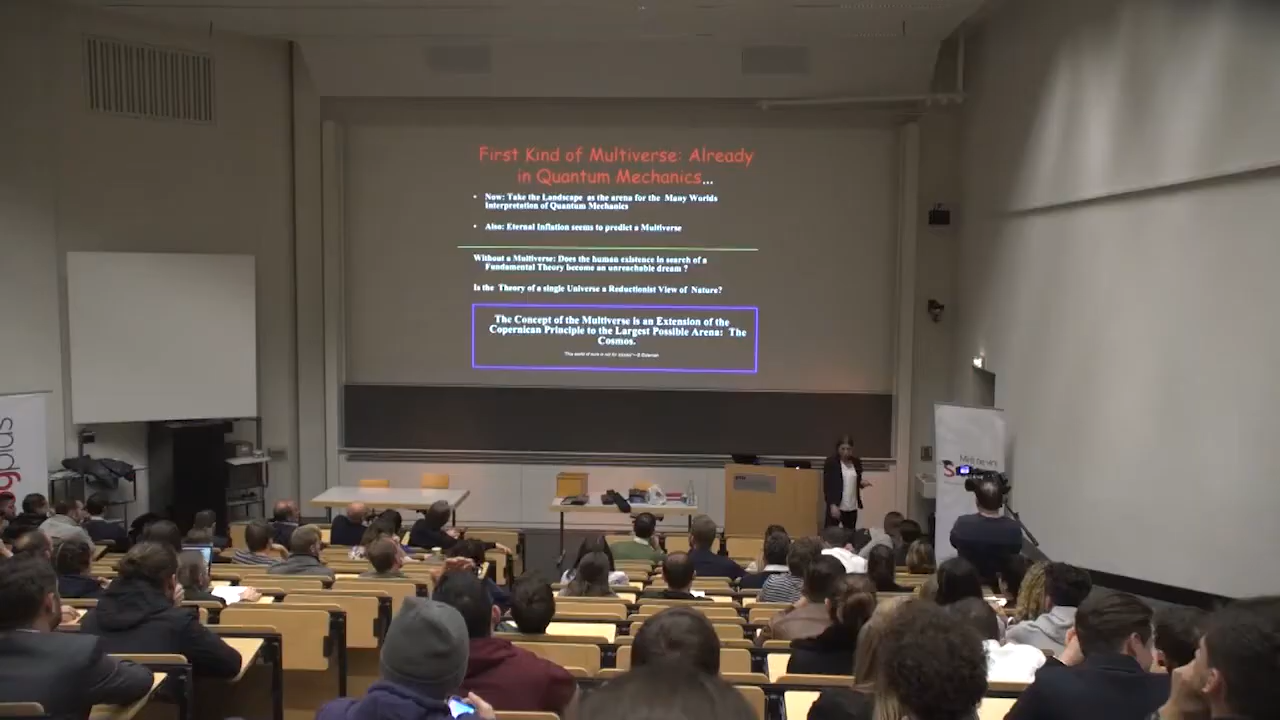 First Kind of Multiverse: Already
in Quantum Mechanics...
• Now: Take the Landscape as the arena for the Many Worlds
Interpretation of Quantum Mechanics
• Also: Eternal Inflation seems to predict a Multiverse
Without a Multiverse: Does the human existence in search of a
Fundamental Theory become an unreachable dream ?
Is the Theory of a single Universe a Reductionist View of Nature?
The Concept of the Multiverse is an Extension of the
Copernican Principle to the Largest Possible Arena: The
Cosmos.